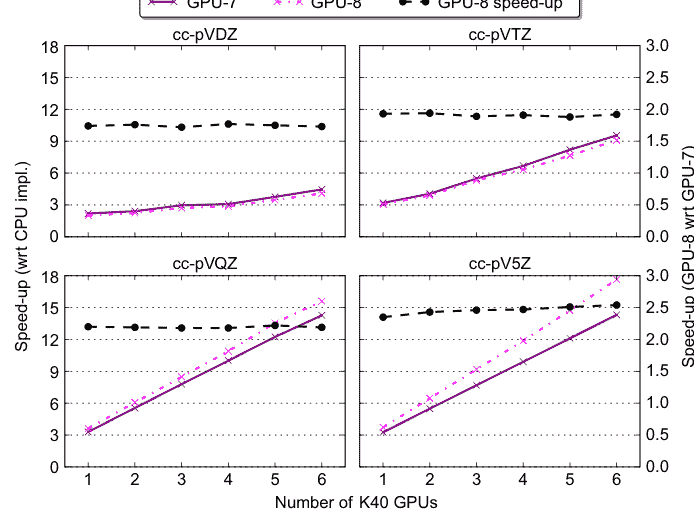 GPU-7 GPU-8 GPU-8 speed-up
cc-pVDZ cc-pVTZ
18 3.0
15 2.5
12 2.0
9 1.5
6 1.0
3 0.5
0 0.0
cc-pVQZ cc-pV5Z
18 3.0
15 2.5
12 2.0
9 1.5
6 1.0
3 0.5
0 0.0
1 2 3 4 5 6 1 2 3 4 5 6
Number of K40 GPUs
Speed-up (wrt CPU impl.)
Speed-up (GPU-8 wrt GPU-7)